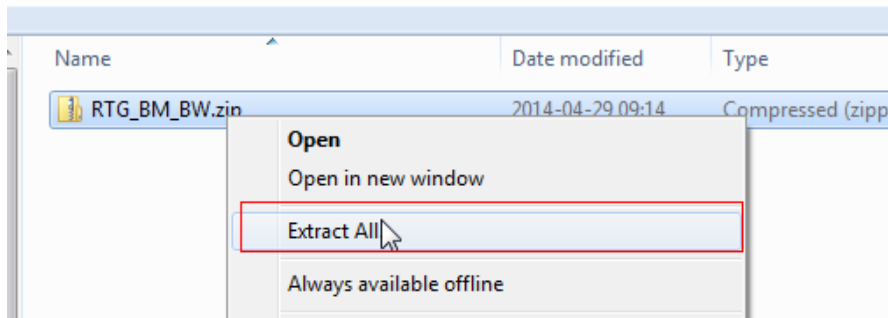 Name Date modified Type
RTG_BM_BW.zip 2014-04-29 09:14 Compressed (zipp
Open
Open in new window
Extract All
Always available offline